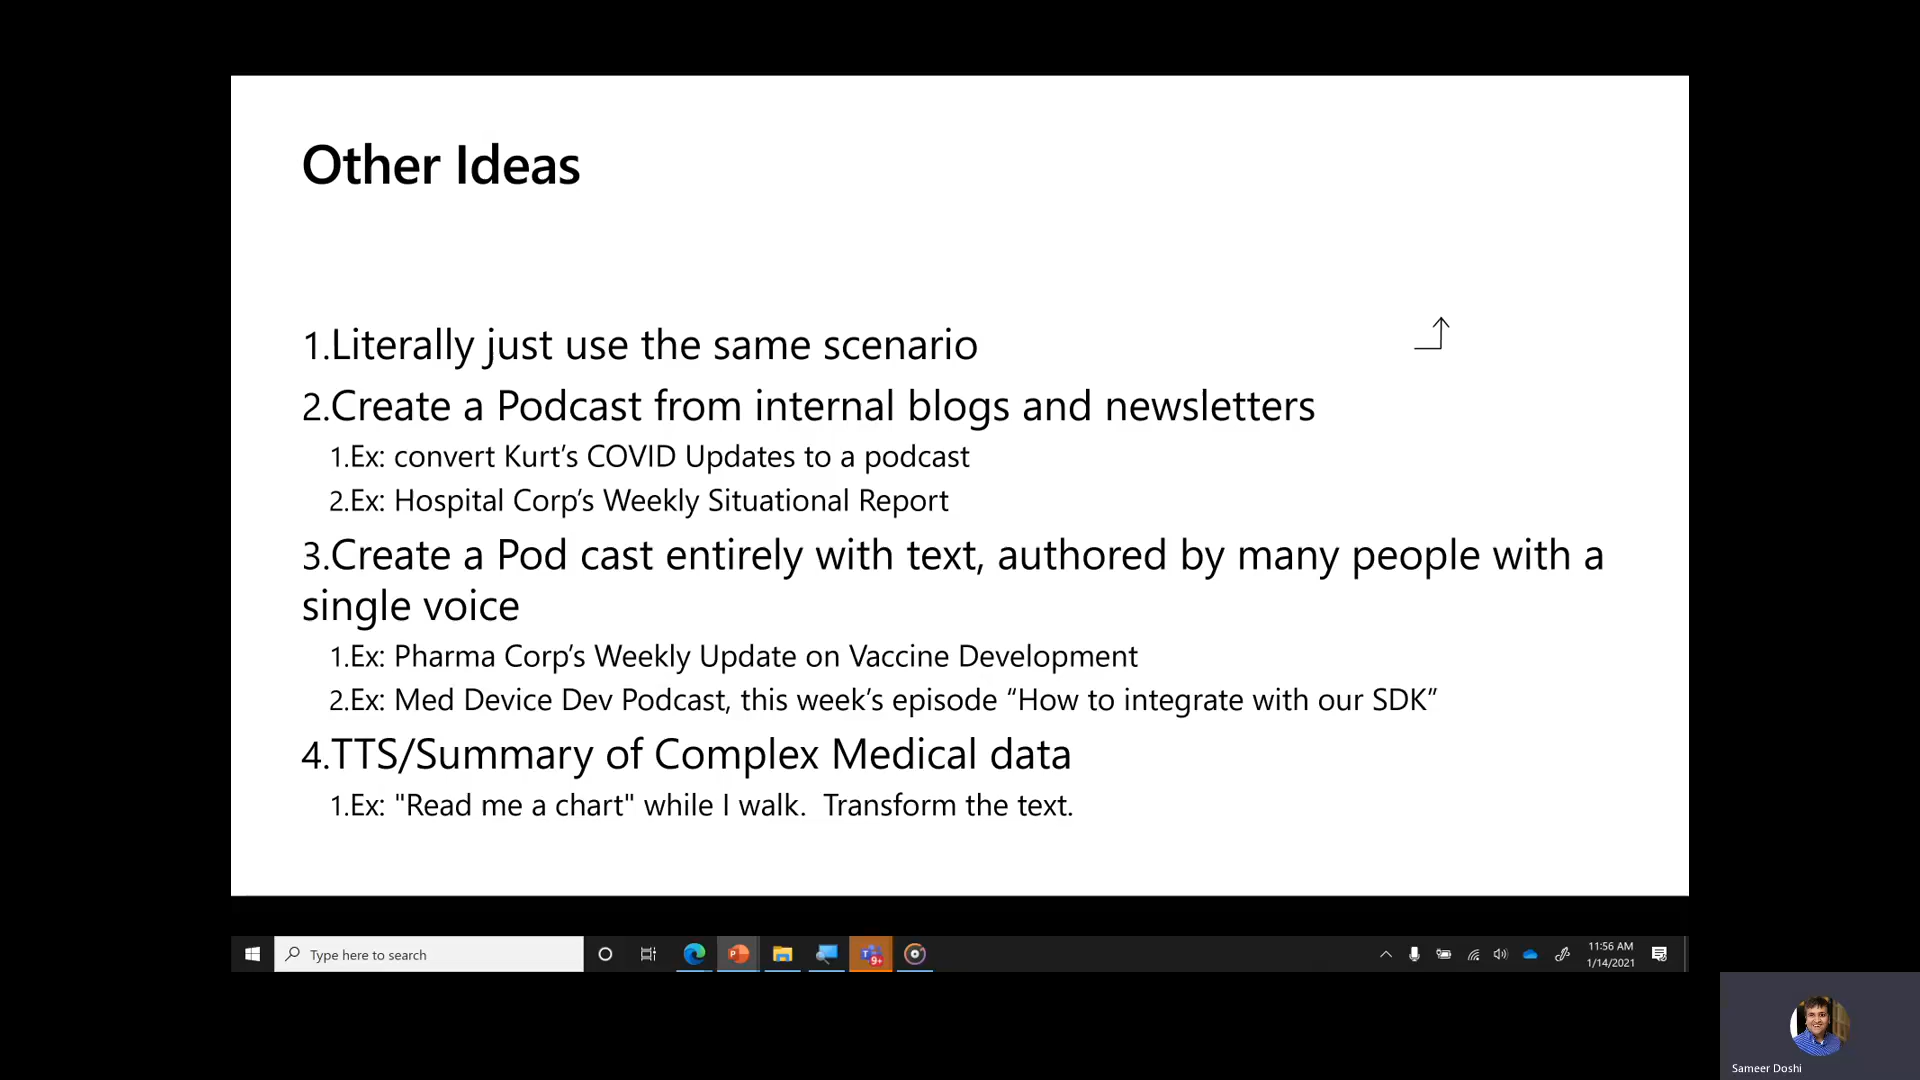 Other Ideas
1.Literally just use the same scenario
2.Create a Podcast from internal blogs and newsletters
1.Ex: convert Kurt’s COVID Updates to a podcast
2.Ex: Hospital Corp’s Weekly Situational Report
3.Create a Pod cast entirely with text, authored by many people with a
single voice
1.Ex: Pharma Corp’s Weekly Update on Vaccine Development
2.Ex: Med Device Dev Podcast, this week’s episode “How to integrate with our SDK”
4.TTS/Summary of Complex Medical data
1.Ex: "Read me a chart" while I walk.  Transform the text.
Type here to search
9+
11:56 AM
1/14/2021
Sameer Doshi